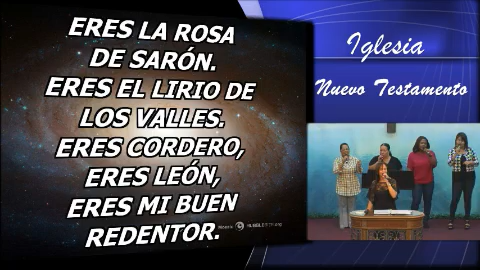 ERES LA ROSA
DE SARÓN.
ERES EL LIRIO DE
LOS VALLES.
ERES CORDERO,
ERES LEÓN,
ERES MI BUEN
REDENTOR.
Iglesia
Nuevo Testamento